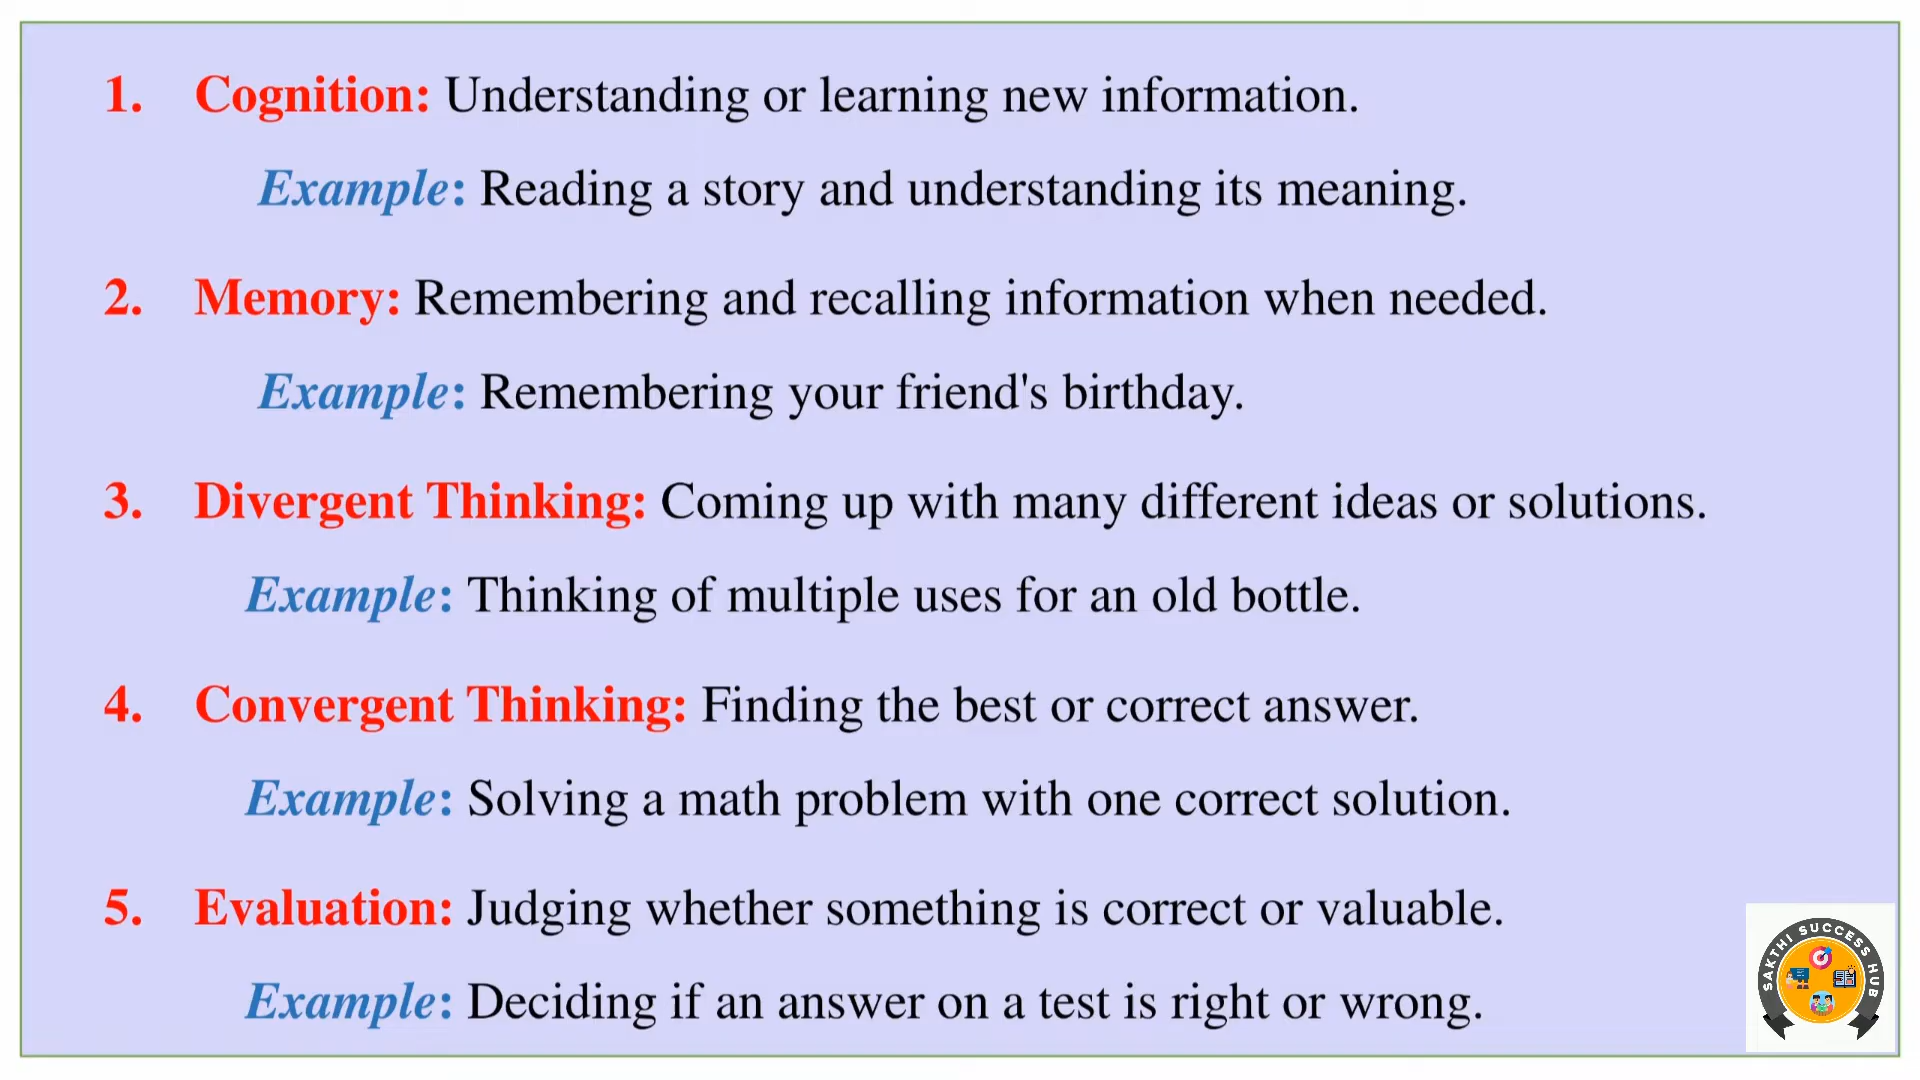 1. Cognition: Understanding or learning new information.
Example: Reading a story and understanding its meaning.
2. Memory: Remembering and recalling information when needed.
Example: Remembering your friend's birthday.
3. Divergent Thinking: Coming up with many different ideas or solutions.
Example: Thinking of multiple uses for an old bottle.
4. Convergent Thinking: Finding the best or correct answer.
Example: Solving a math problem with one correct solution.
5. Evaluation: Judging whether something is correct or valuable.
Example: Deciding if an answer on a test is right or wrong.
SAKTHI SUCCESS HUB